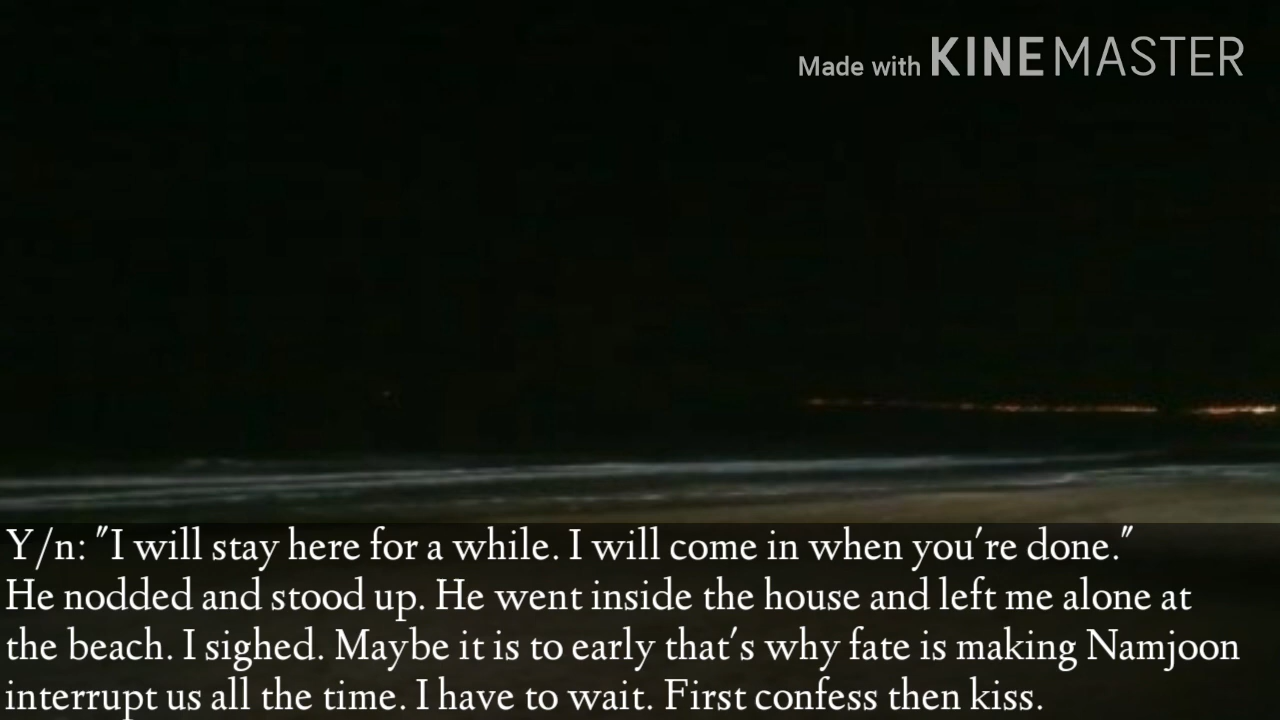 Made with KINEMASTER
Y/n: "I will stay here for a while. I will come in when you're done."
He nodded and stood up. He went inside the house and left me alone at
the beach. I sighed. Maybe it is to early that's why fate is making Namjoon
interrupt us all the time. I have to wait. First confess then kiss.